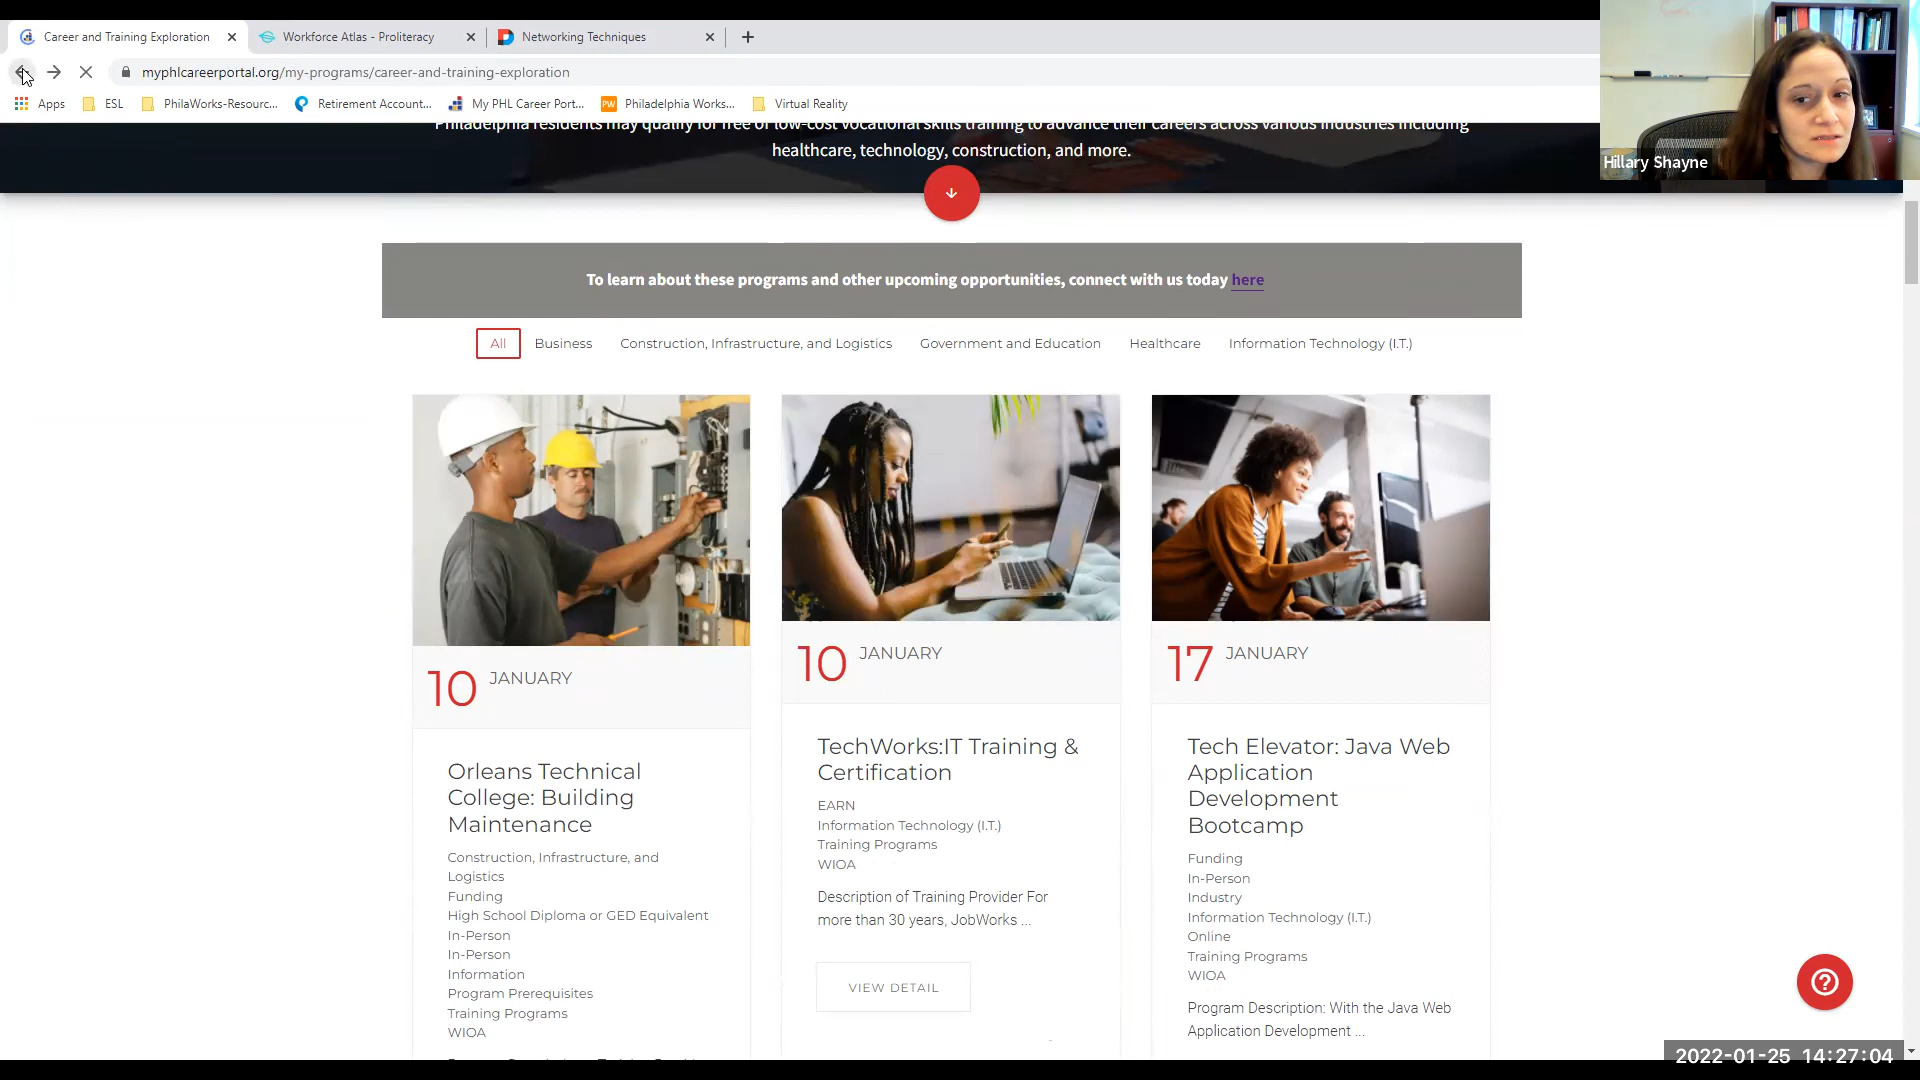 Career and Training Exploration
Workforce Atlas - Proliteracy
Networking Techniques
myphlcareerportal.org/my-programs/career-and-training-exploration
Apps
ESL
PhilaWorks-Resourc...
Retirement Account...
My PHL Career Port...
PW
Philadelphia Works...
Virtual Reality
Hillary Shayne
Philadelphia residents may qualify for free or low-cost vocational skills training to advance their careers across various industries including
healthcare, technology, construction, and more.
To learn about these programs and other upcoming opportunities, connect with us today here
All
Business
Construction, Infrastructure, and Logistics
Government and Education
Healthcare
Information Technology (I.T.)
10 JANUARY
Orleans Technical
College: Building
Maintenance
Construction, Infrastructure, and
Logistics
Funding
High School Diploma or GED Equivalent
In-Person
In-Person
Information
Program Prerequisites
Training Programs
WIOA
10 JANUARY
TechWorks:IT Training &
Certification
EARN
Information Technology (I.T.)
Training Programs
WIOA
Description of Training Provider For
more than 30 years, JobWorks ...
VIEW DETAIL
17 JANUARY
Tech Elevator: Java Web
Application
Development
Bootcamp
Funding
In-Person
Industry
Information Technology (I.T.)
Online
Training Programs
WIOA
Program Description: With the Java Web
Application Development ...
2022-01-25 14:27:04